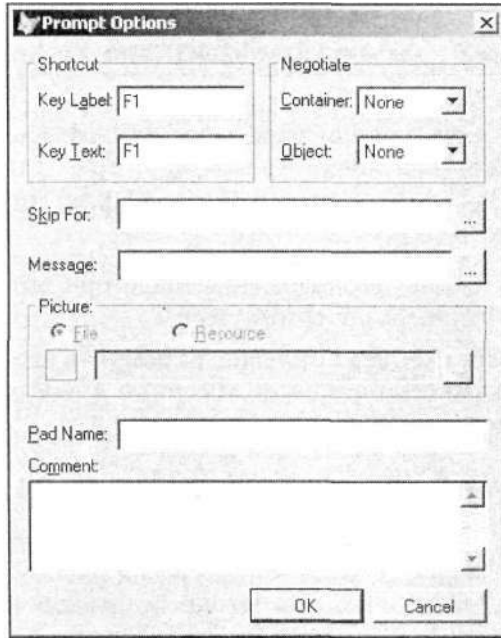 Prompt Options
Shortcut
Key Label: F1
Key Text: F1
Negotiate
Container: None
Object: None
Skip For: ...
Message: ...
Picture:
File Resource
Pad Name:
Comment:
OK Cancel